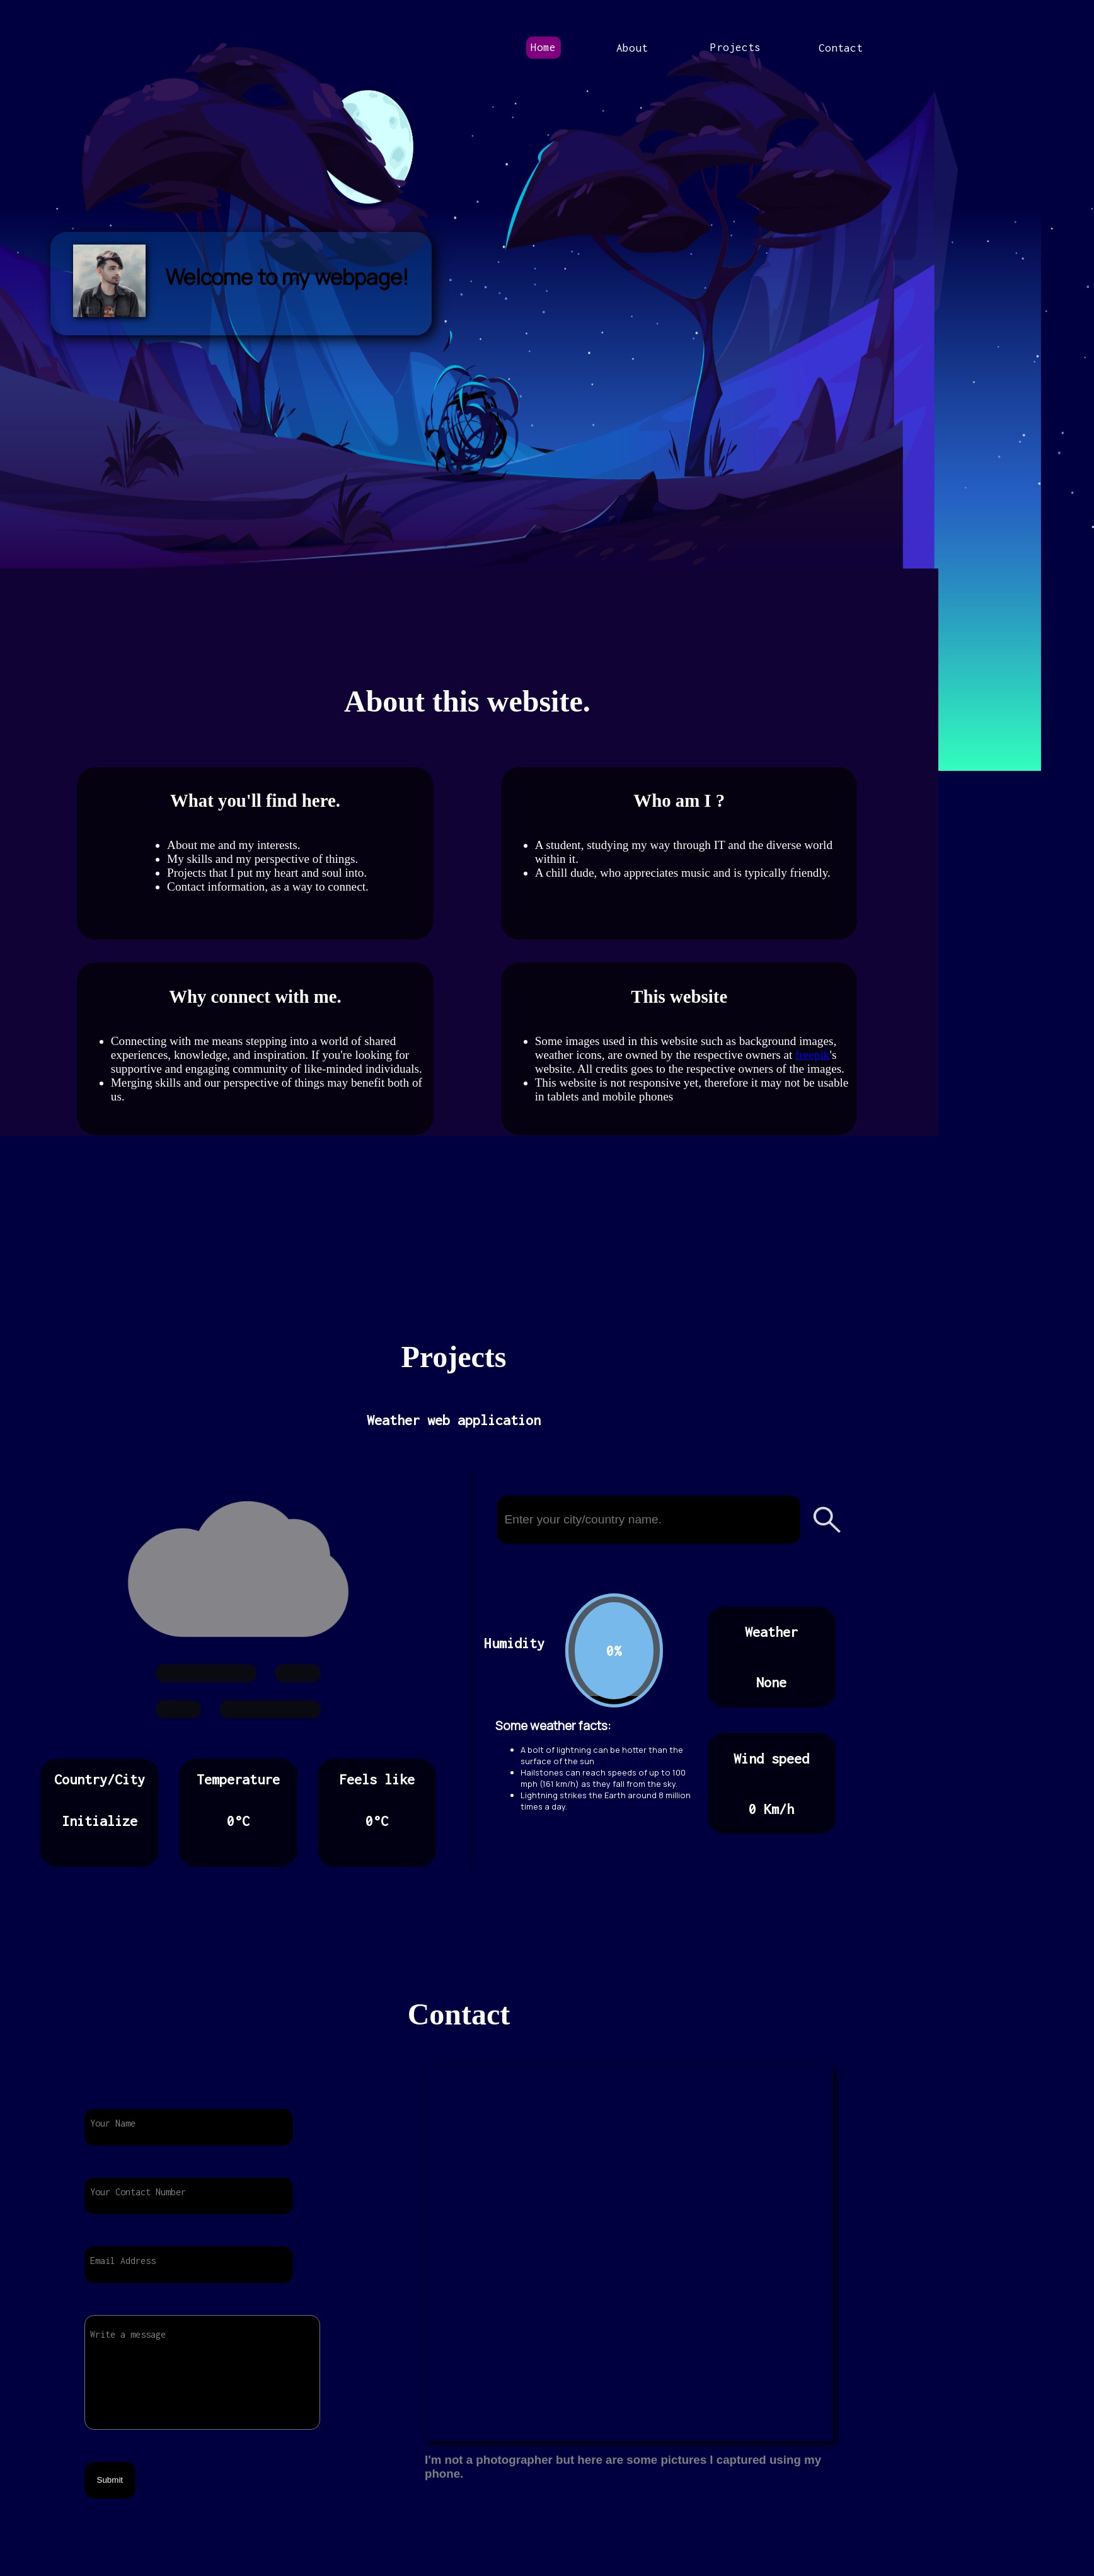 Home
About
Projects
Contact
Welcome to my webpage!
About this website.
What you'll find here.
About me and my interests.
My skills and my perspective of things.
Projects that I put my heart and soul into.
Contact information, as a way to connect.
Who am I ?
A student, studying my way through IT and the diverse world
within it.
A chill dude, who appreciates music and is typically friendly.
Why connect with me.
Connecting with me means stepping into a world of shared
experiences, knowledge, and inspiration. If you're looking for
supportive and engaging community of like-minded individuals.
Merging skills and our perspective of things may benefit both of
us.
This website
Some images used in this website such as background images,
weather icons, are owned by the respective owners at freepik's
website. All credits goes to the respective owners of the images.
This website is not responsive yet, therefore it may not be usable
in tablets and mobile phones
Projects
Weather web application
Enter your city/country name.
Humidity
0%
Weather
None
Some weather facts:
A bolt of lightning can be hotter than the
surface of the sun
Hailstones can reach speeds of up to 100
mph (161 km/h) as they fall from the sky.
Lightning strikes the Earth around 8 million
times a day.
Wind speed
0 Km/h
Country/City
Initialize
Temperature
0°C
Feels like
0°C
Contact
Your Name
Your Contact Number
Email Address
Write a message
Submit
I'm not a photographer but here are some pictures I captured using my
phone.